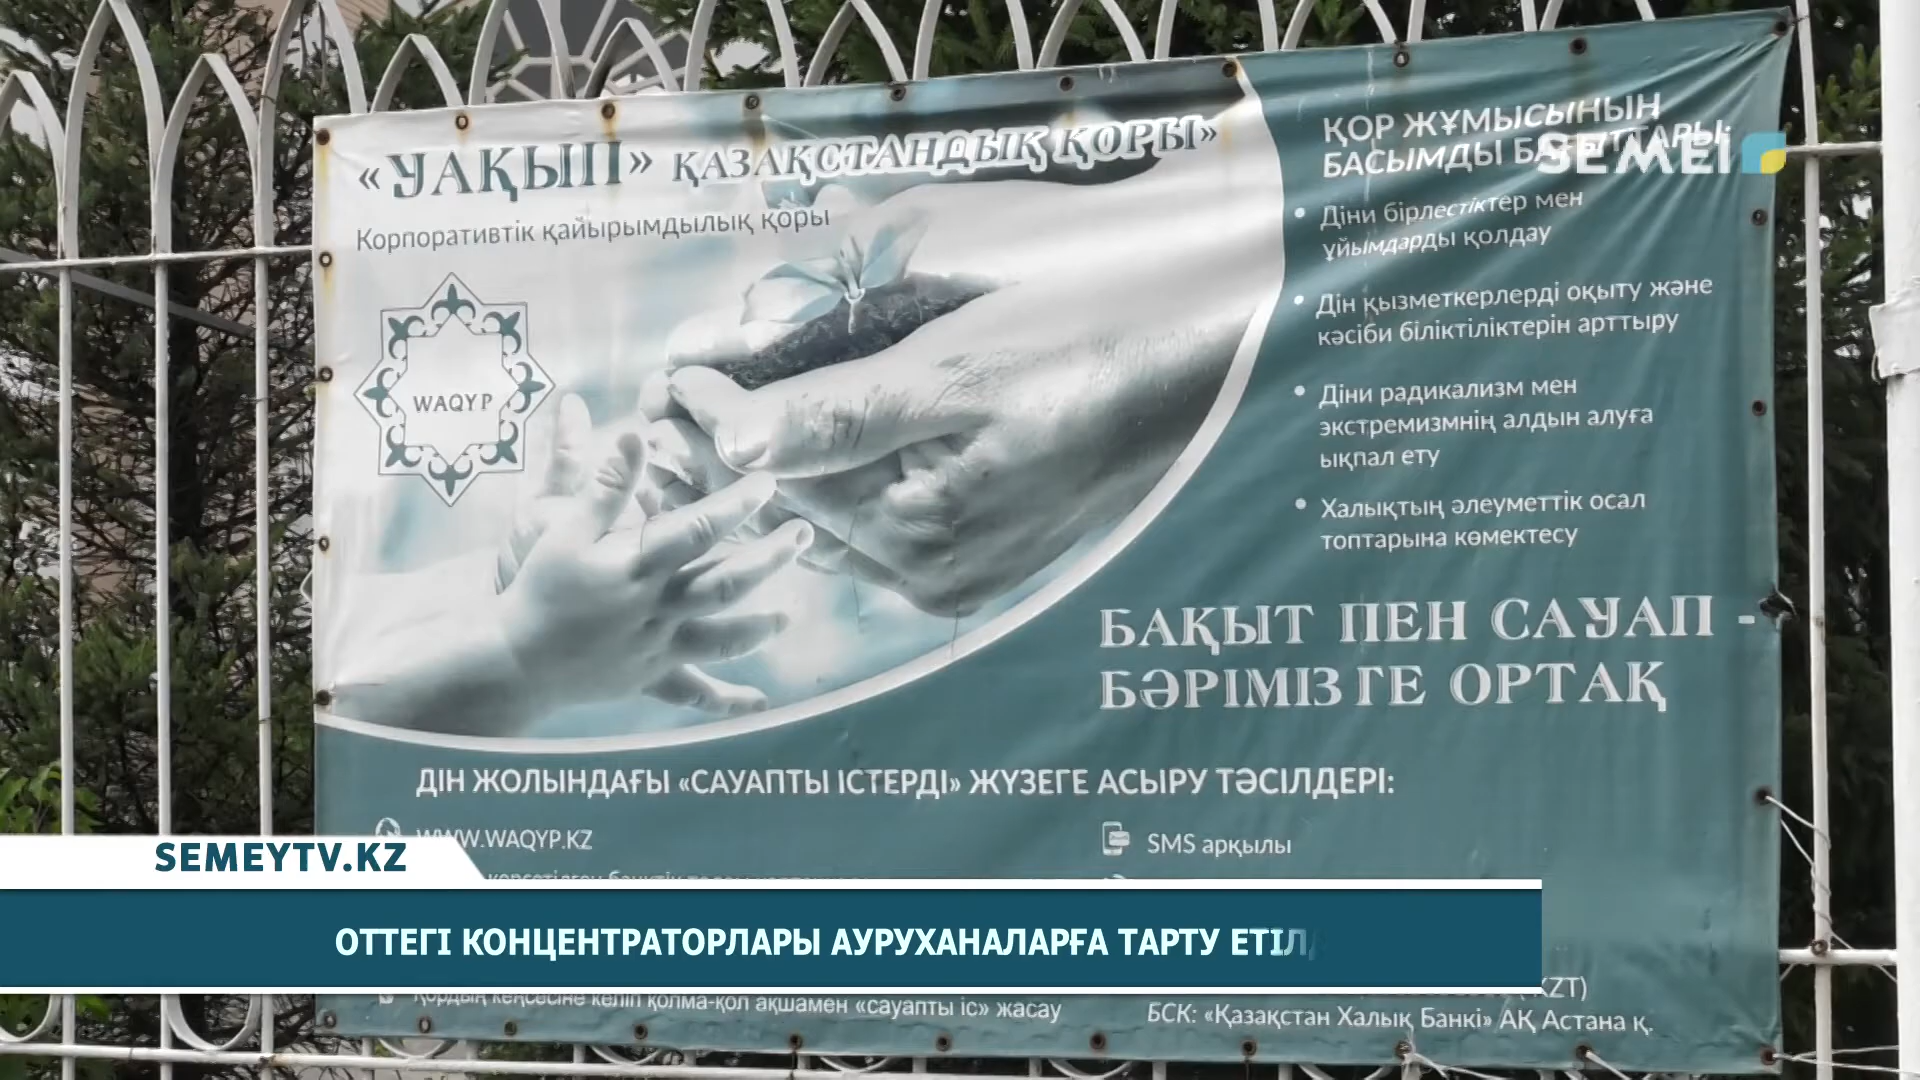 «УАҚЫП» ҚАЗАҚСТАНДЫҚ ҚОРЫ»
Корпоративтік қайырымдылық қоры
WAQYP
ҚОР ЖҰМЫСЫНЫҢ
БАСЫМДЫ БАҒЫТТАРЫ:
SEMEI
• Діни бірлестіктер мен
ұйымдарды қолдау
• Дін қызметкерлерді оқыту және
кәсіби біліктіліктерін арттыру
• Діни радикализм мен
экстремизмнің алдын алуға
ықпал ету
• Халықтың әлеуметтік осал
топтарына көмектесу
БАҚЫТ ПЕН САУАП -
БӘРІМІЗГЕ ОРТАҚ
ДІН ЖОЛЫНДАҒЫ «САУАПТЫ ІСТЕРДІ» ЖҮЗЕГЕ АСЫРУ ТӘСІЛДЕРІ:
WWW.WAQYP.KZ
SMS арқылы
SEMEYTV.KZ
ОТТЕГІ КОНЦЕНТРАТОРЛАРЫ АУРУХАНАЛАРҒА ТАРТУ ЕТІЛ
KZT)
Қордың кеңсесіне келіп қолма-қол ақшамен «сауапты іс» жасау
БСК: «Қазақстан Халық Банкі» АҚ Астана қ.